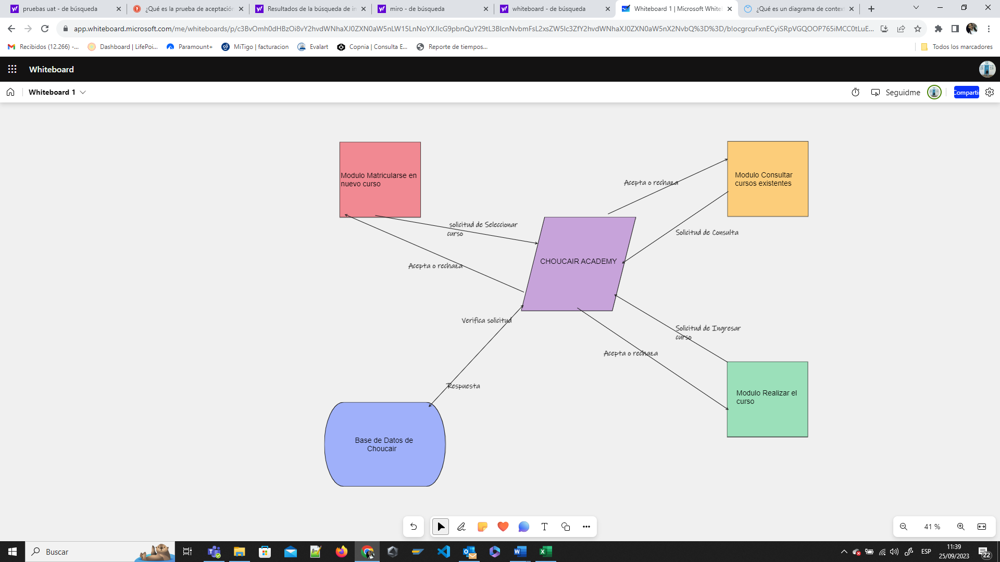 pruebas uat - de búsqueda
¿Qué es la prueba de aceptación
Resultados de la búsqueda de in
miro - de búsqueda
whiteboard - de búsqueda
Whiteboard 1 | Microsoft Whitel
¿Qué es un diagrama de context
app.whiteboard.microsoft.com/me/whiteboards/p/c3BvOmh0dHBzOi8vY2hvdWNhaXJ0ZXN0aW5nLW15LnNoYXJlcG9pbnQuY29tL3BlcnNvbmFsL2xsZW5lc3ZfY2hvdWNhaXJ0ZXN0aW5nX2NvbQ%3D%3D/b!ocgrcuFxnECyiSRpVGQOOP765iMCC0tLuE...
Recibidos (12.266) -...
Dashboard | LifePoi...
Paramount+
MiTigo | facturacion
Evalart
Copnia | Consulta E...
Reporte de tiempos...
Todos los marcadores
Whiteboard
Whiteboard 1
Seguidme
Comparti
Modulo Matricularse en
nuevo curso
Modulo Consultar
cursos existentes
Acepta o rechaza
solicitud de Seleccionar
curso
Solicitud de Consulta
CHOUCAIR ACADEMY
Acepta o rechaza
Verifica solicitud
Solicitud de Ingresar
curso
Acepta o rechaza
Respuesta
Modulo Realizar el
curso
Base de Datos de
Choucair
41 %
Buscar
ESP
11:39
25/09/2023
22